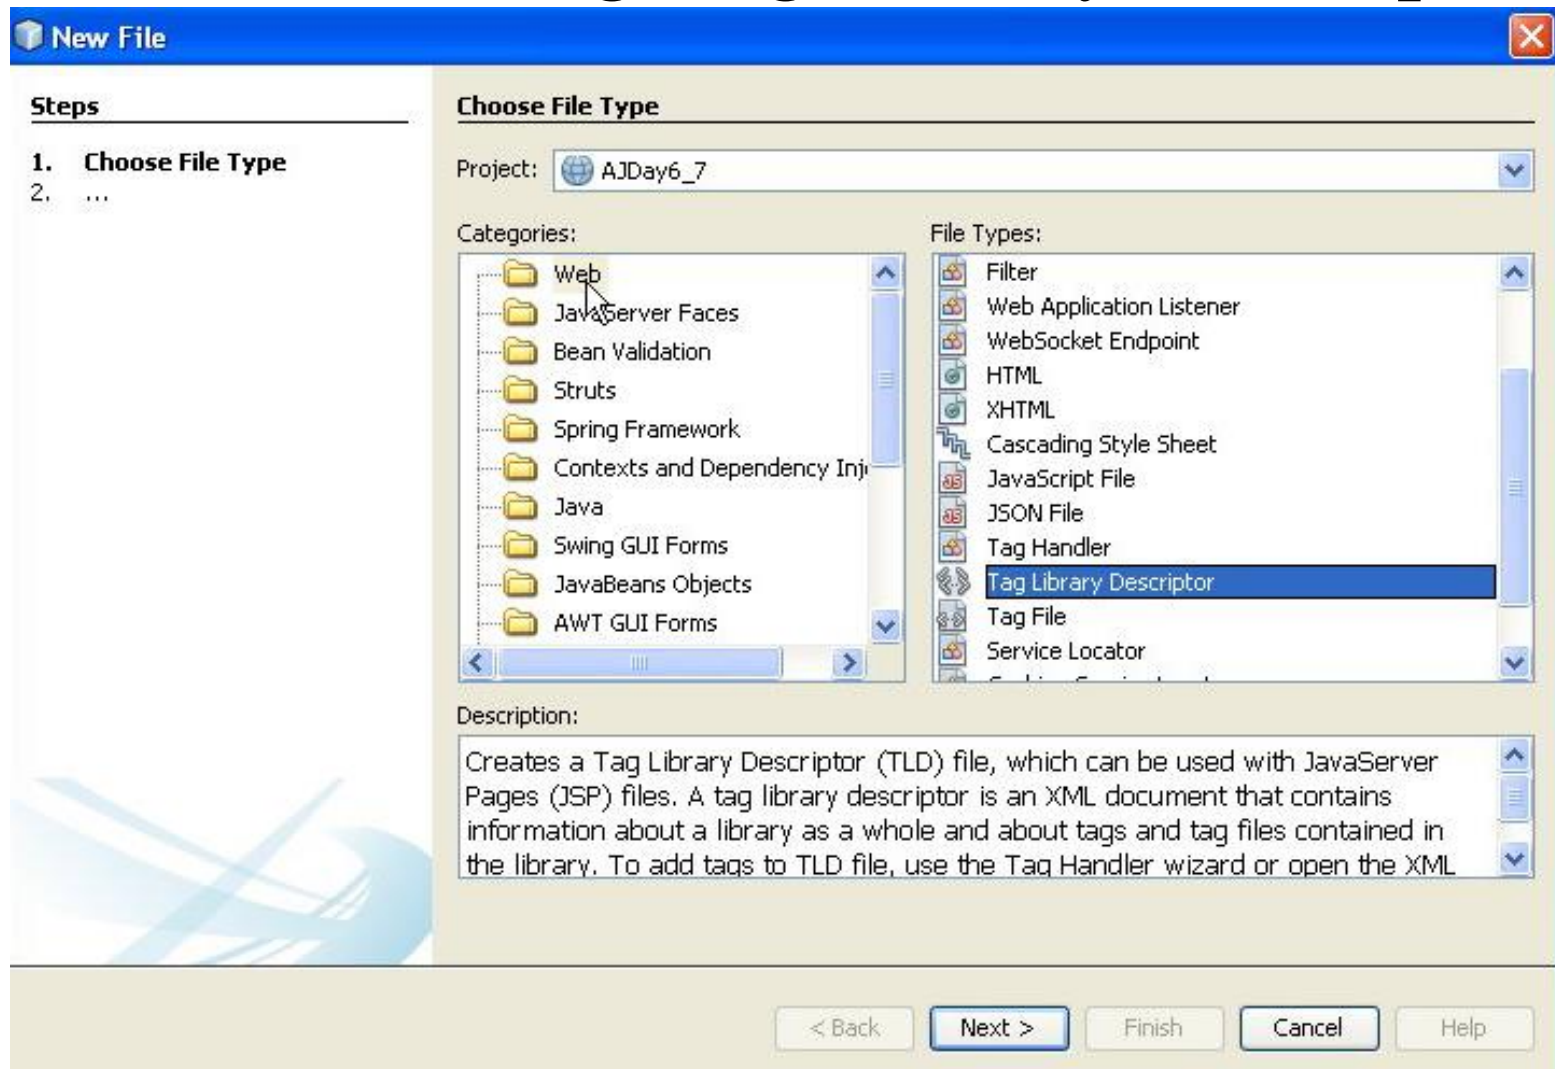 New File
Steps
1. Choose File Type
2. ...
Choose File Type
Project: AJDay6_7
Categories:
Web
JavaServer Faces
Bean Validation
Struts
Spring Framework
Contexts and Dependency Inj
Java
Swing GUI Forms
JavaBeans Objects
AWT GUI Forms
File Types:
Filter
Web Application Listener
WebSocket Endpoint
HTML
XHTML
Cascading Style Sheet
JavaScript File
JSON File
Tag Handler
Tag Library Descriptor
Tag File
Service Locator
Description:
Creates a Tag Library Descriptor (TLD) file, which can be used with JavaServer
Pages (JSP) files. A tag library descriptor is an XML document that contains
information about a library as a whole and about tags and tag files contained in
the library. To add tags to TLD file, use the Tag Handler wizard or open the XML
< Back Next > Finish Cancel Help